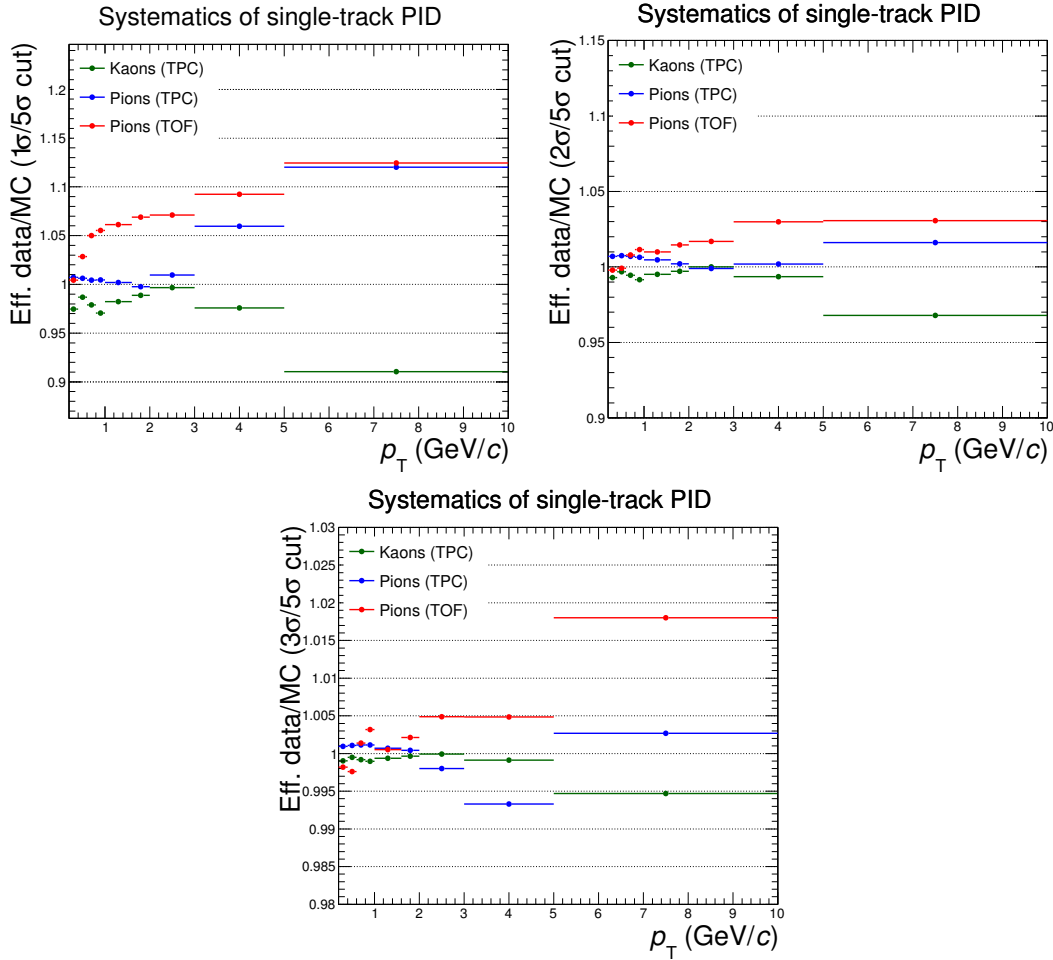 Systematics of single-track PID
Eff. data/MC (1σ/5σ cut)
Kaons (TPC)
Pions (TPC)
Pions (TOF)
1.2
1.15
1.1
1.05
1
0.95
0.9
1 2 3 4 5 6 7 8 9 10
p_T (GeV/c)
Systematics of single-track PID
Eff. data/MC (2σ/5σ cut)
Kaons (TPC)
Pions (TPC)
Pions (TOF)
1.15
1.1
1.05
1
0.95
0.9
1 2 3 4 5 6 7 8 9 10
p_T (GeV/c)
Systematics of single-track PID
Eff. data/MC (3σ/5σ cut)
Kaons (TPC)
Pions (TPC)
Pions (TOF)
1.03
1.025
1.02
1.015
1.01
1.005
1
0.995
0.99
0.985
0.98
1 2 3 4 5 6 7 8 9 10
p_T (GeV/c)